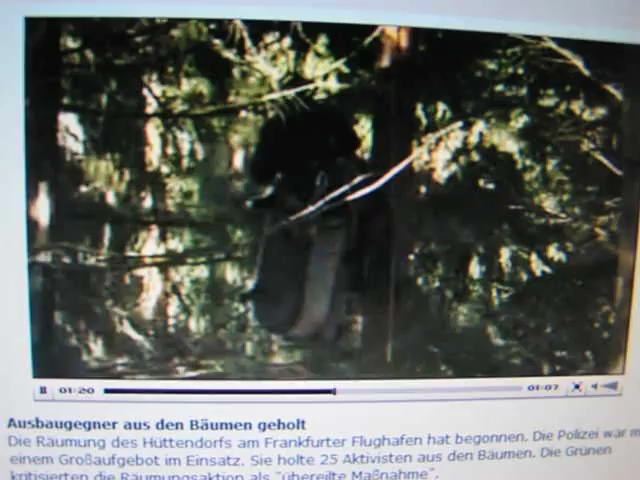 01:20 01:07
Ausbaugegner aus den Bäumen geholt
Die Räumung des Hüttendorfs am Frankfurter Flughafen hat begonnen. Die Polizei war m
einem Großaufgebot im Einsatz. Sie holte 25 Aktivisten aus den Bäumen. Die Grünen
kritisierten die Räumungsaktion als "übereilte Maßnahme".